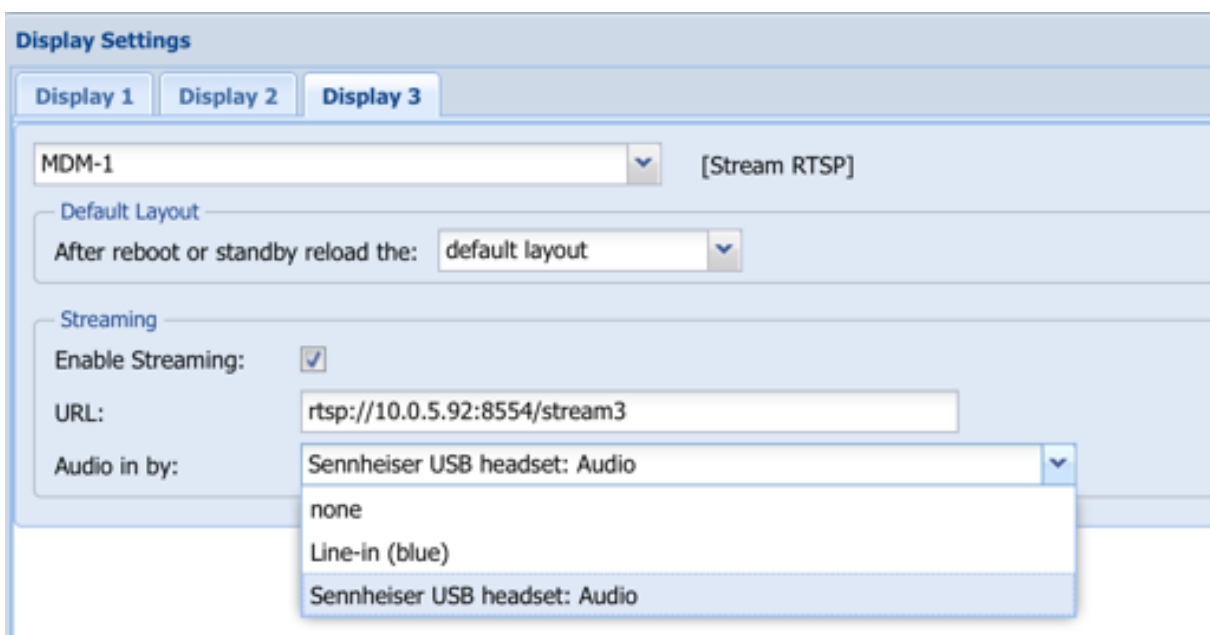 Display Settings
Display 1 Display 2 Display 3
MDM-1 [Stream RTSP]
Default Layout
After reboot or standby reload the: default layout
Streaming
Enable Streaming:
URL: rtsp://10.0.5.92:8554/stream3
Audio in by: Sennheiser USB headset: Audio
none
Line-in (blue)
Sennheiser USB headset: Audio